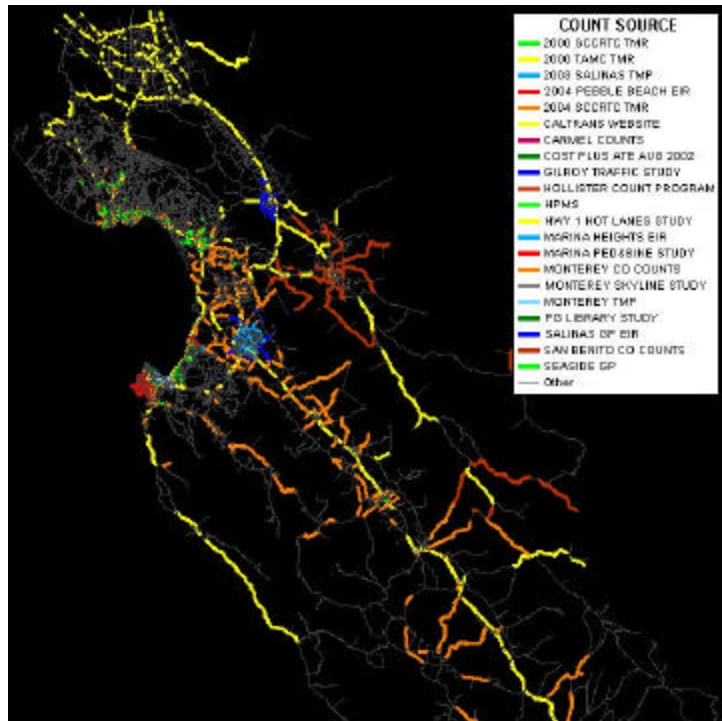 COUNT SOURCE
2000 SCCRTC TMR
2000 TAMC TMR
2003 SALINAS TMP
2004 PEBBLE BEACH EIR
2004 SCCRTC TMR
CALTRANS WEBSITE
CARMEL COUNTS
COST PLUS ATE AUG 2002
GILROY TRAFFIC STUDY
HOLLISTER COUNT PROGRAM
HPMS
HWY 1 HOT LANES STUDY
MARINA HEIGHTS EIR
MARINA PED&BIKE STUDY
MONTEREY CO COUNTS
MONTEREY SKYLINE STUDY
MONTEREY TMP
PG LIBRARY STUDY
SALINAS GP EIR
SAN BENITO CO COUNTS
SEASIDE GP
Other